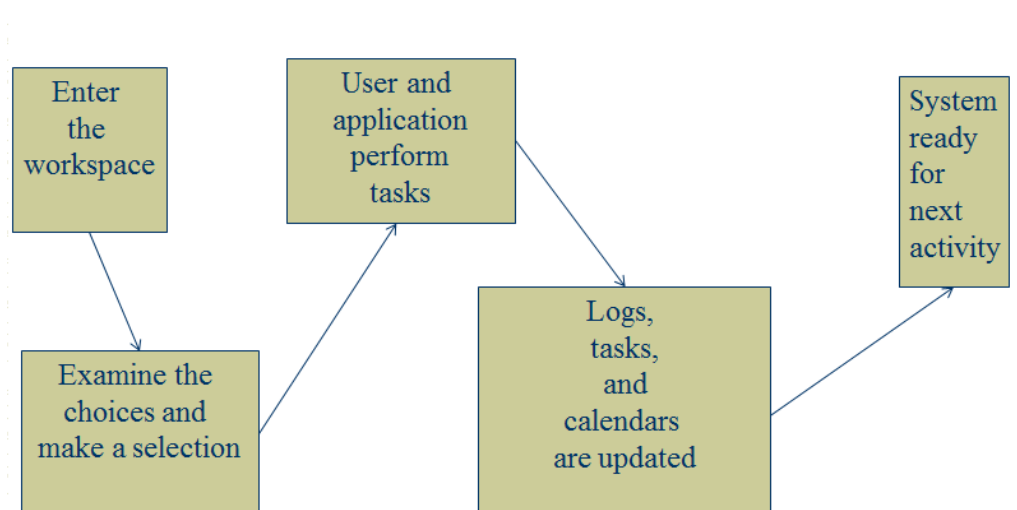 Enter
the
workspace
Examine the
choices and
make a selection
User and
application
perform
tasks
Logs,
tasks,
and
calendars
are updated
System
ready
for
next
activity